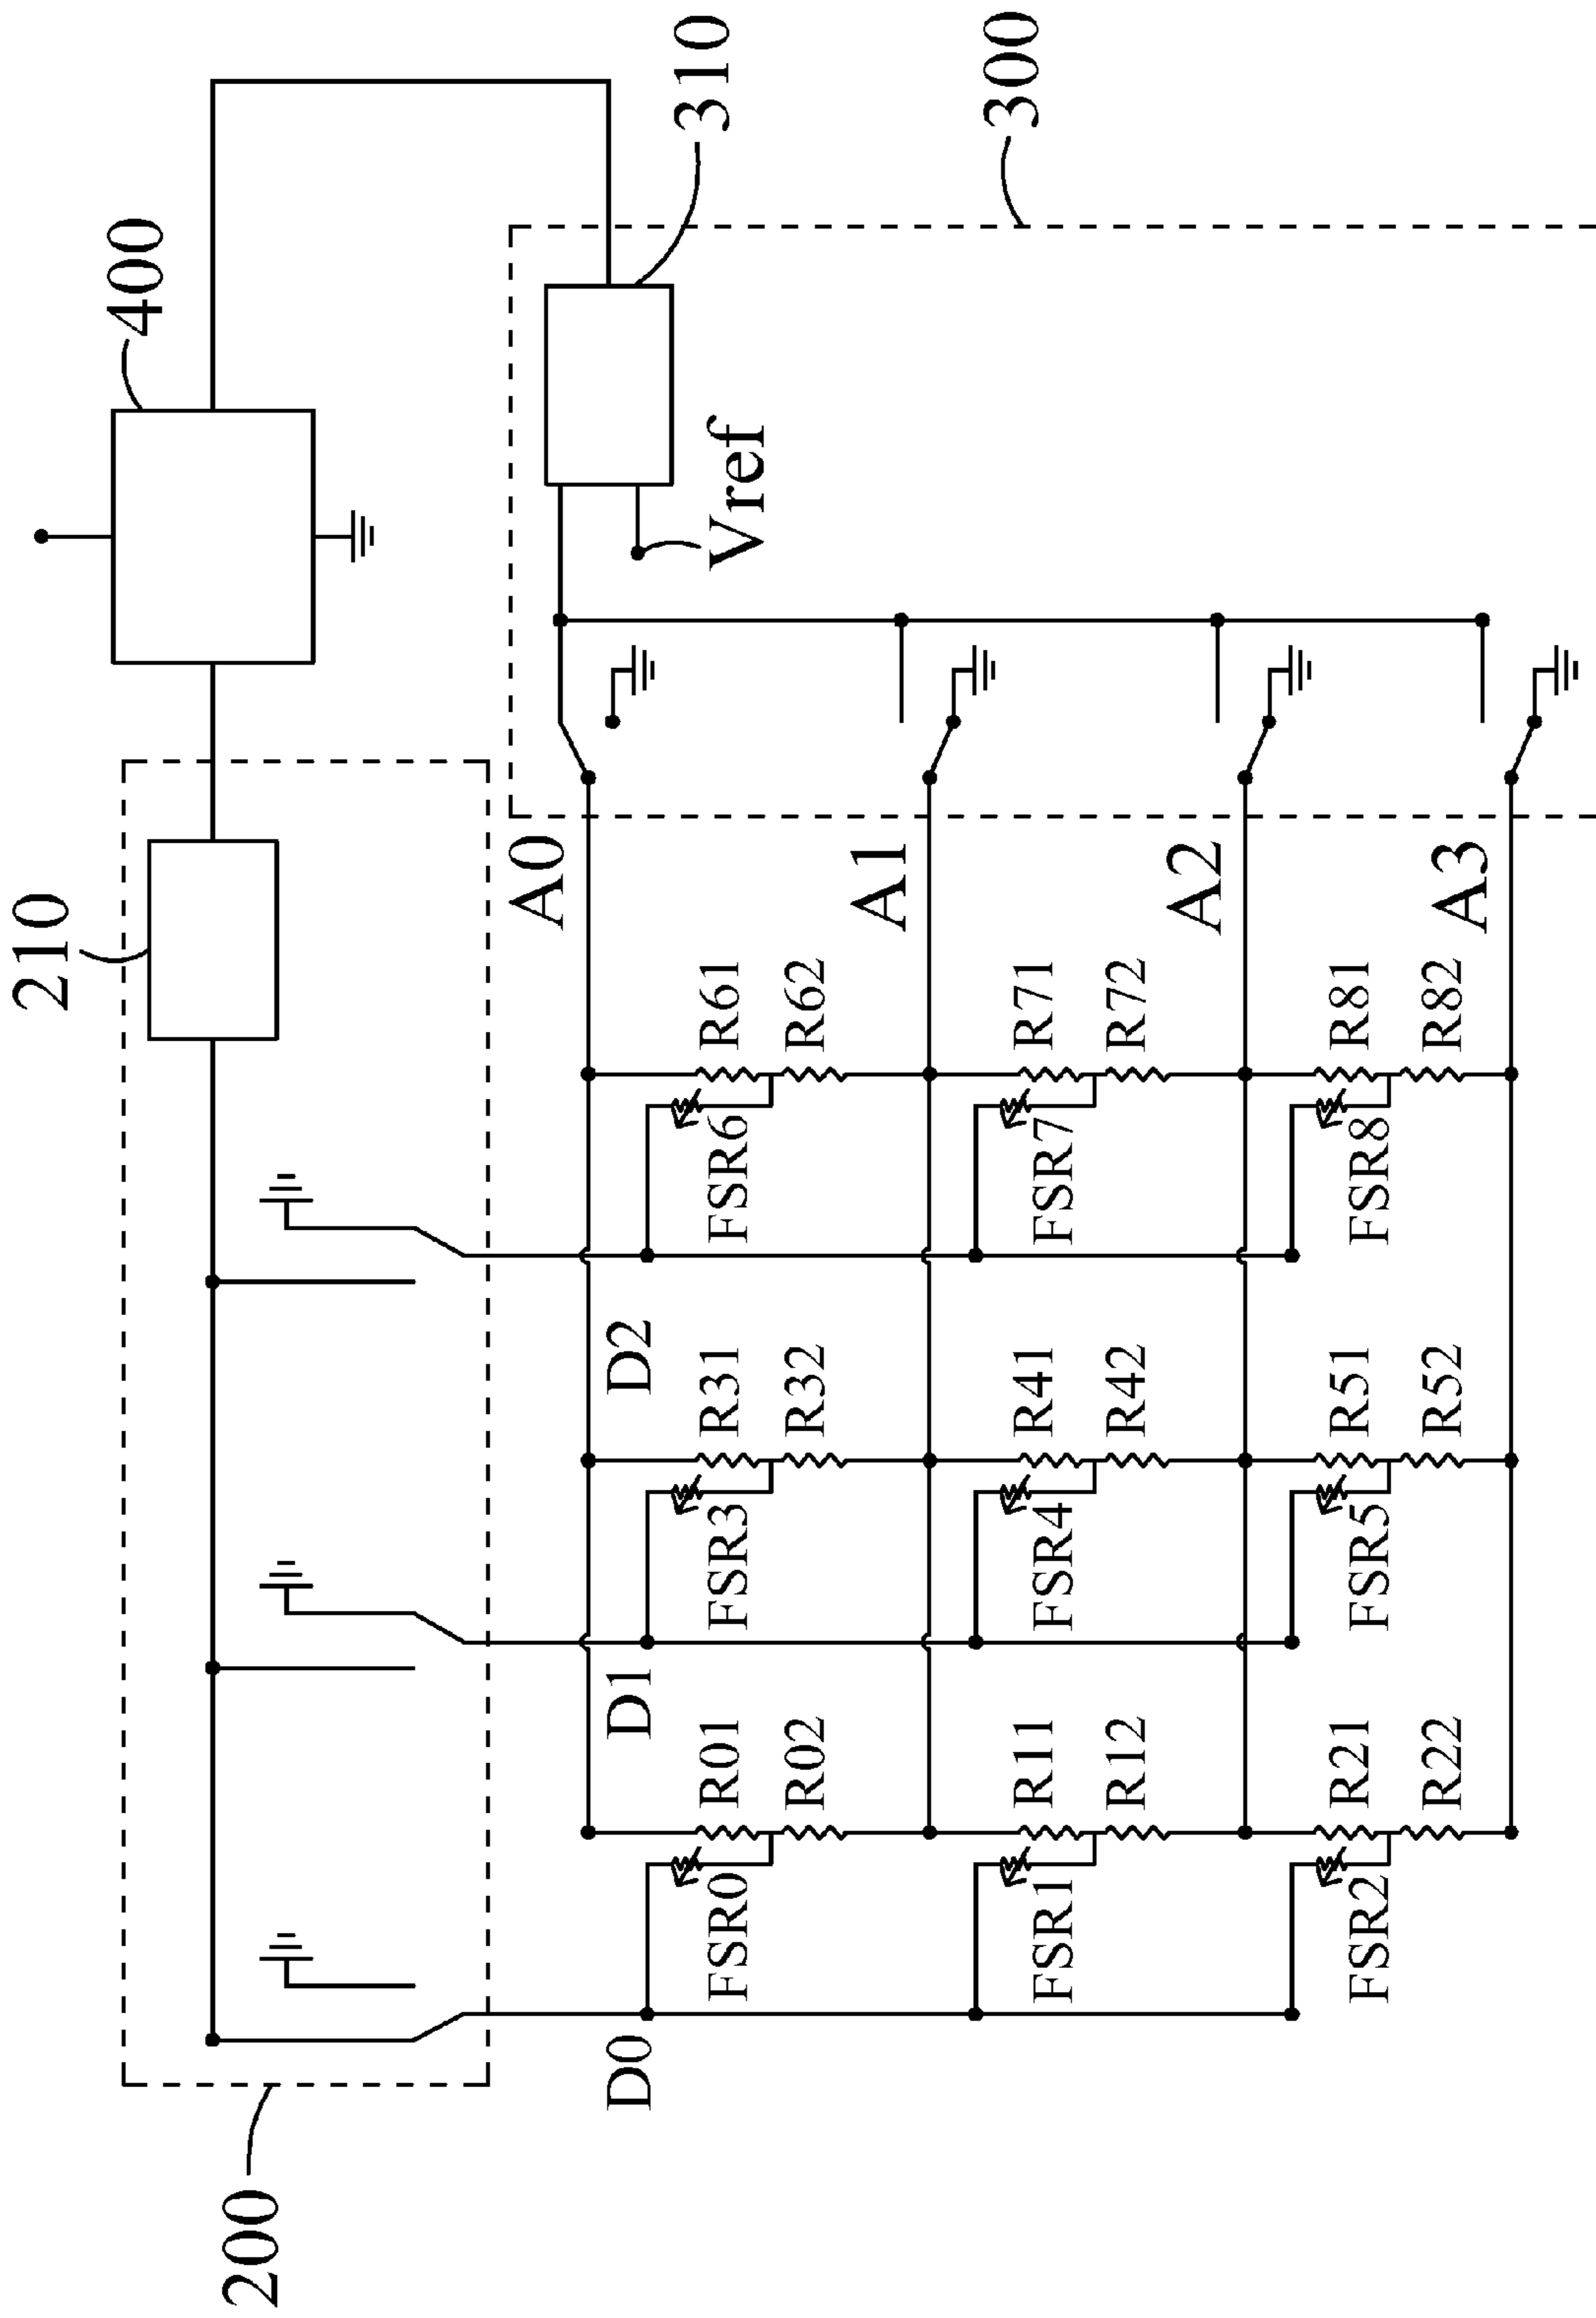 400
310
300
210
200
Vref
A0
A1
A2
A3
D0
D1
D2
FSR0
R01
R02
FSR3
R31
R32
FSR6
R61
R62
FSR1
R11
R12
FSR4
R41
R42
FSR7
R71
R72
FSR2
R21
R22
FSR5
R51
R52
FSR8
R81
R82